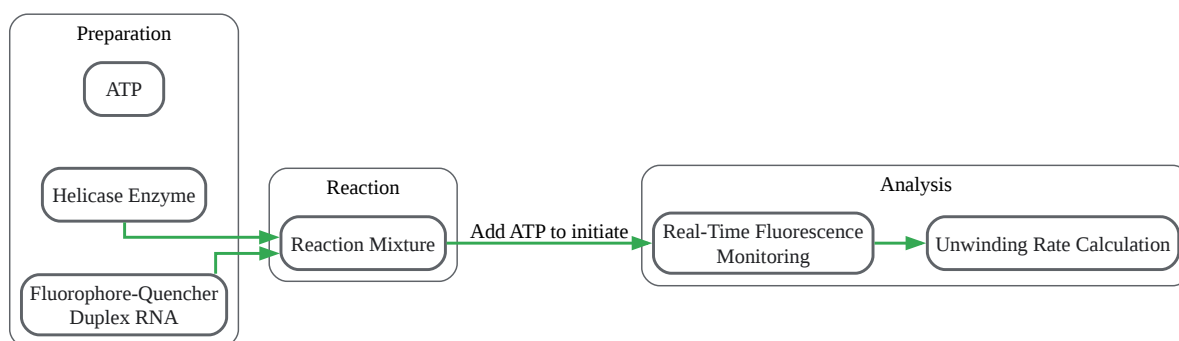 Preparation
ATP
Helicase Enzyme
Fluorophore-Quencher
Duplex RNA
Reaction
Reaction Mixture
Add ATP to initiate
Analysis
Real-Time Fluorescence
Monitoring
Unwinding Rate Calculation